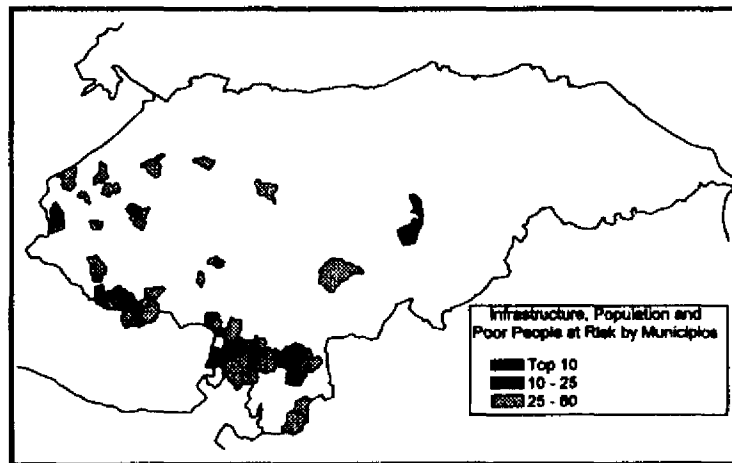 Infrastructure, Population and
Poor People at Risk by Municipios
Top 10
10 - 25
25 - 60